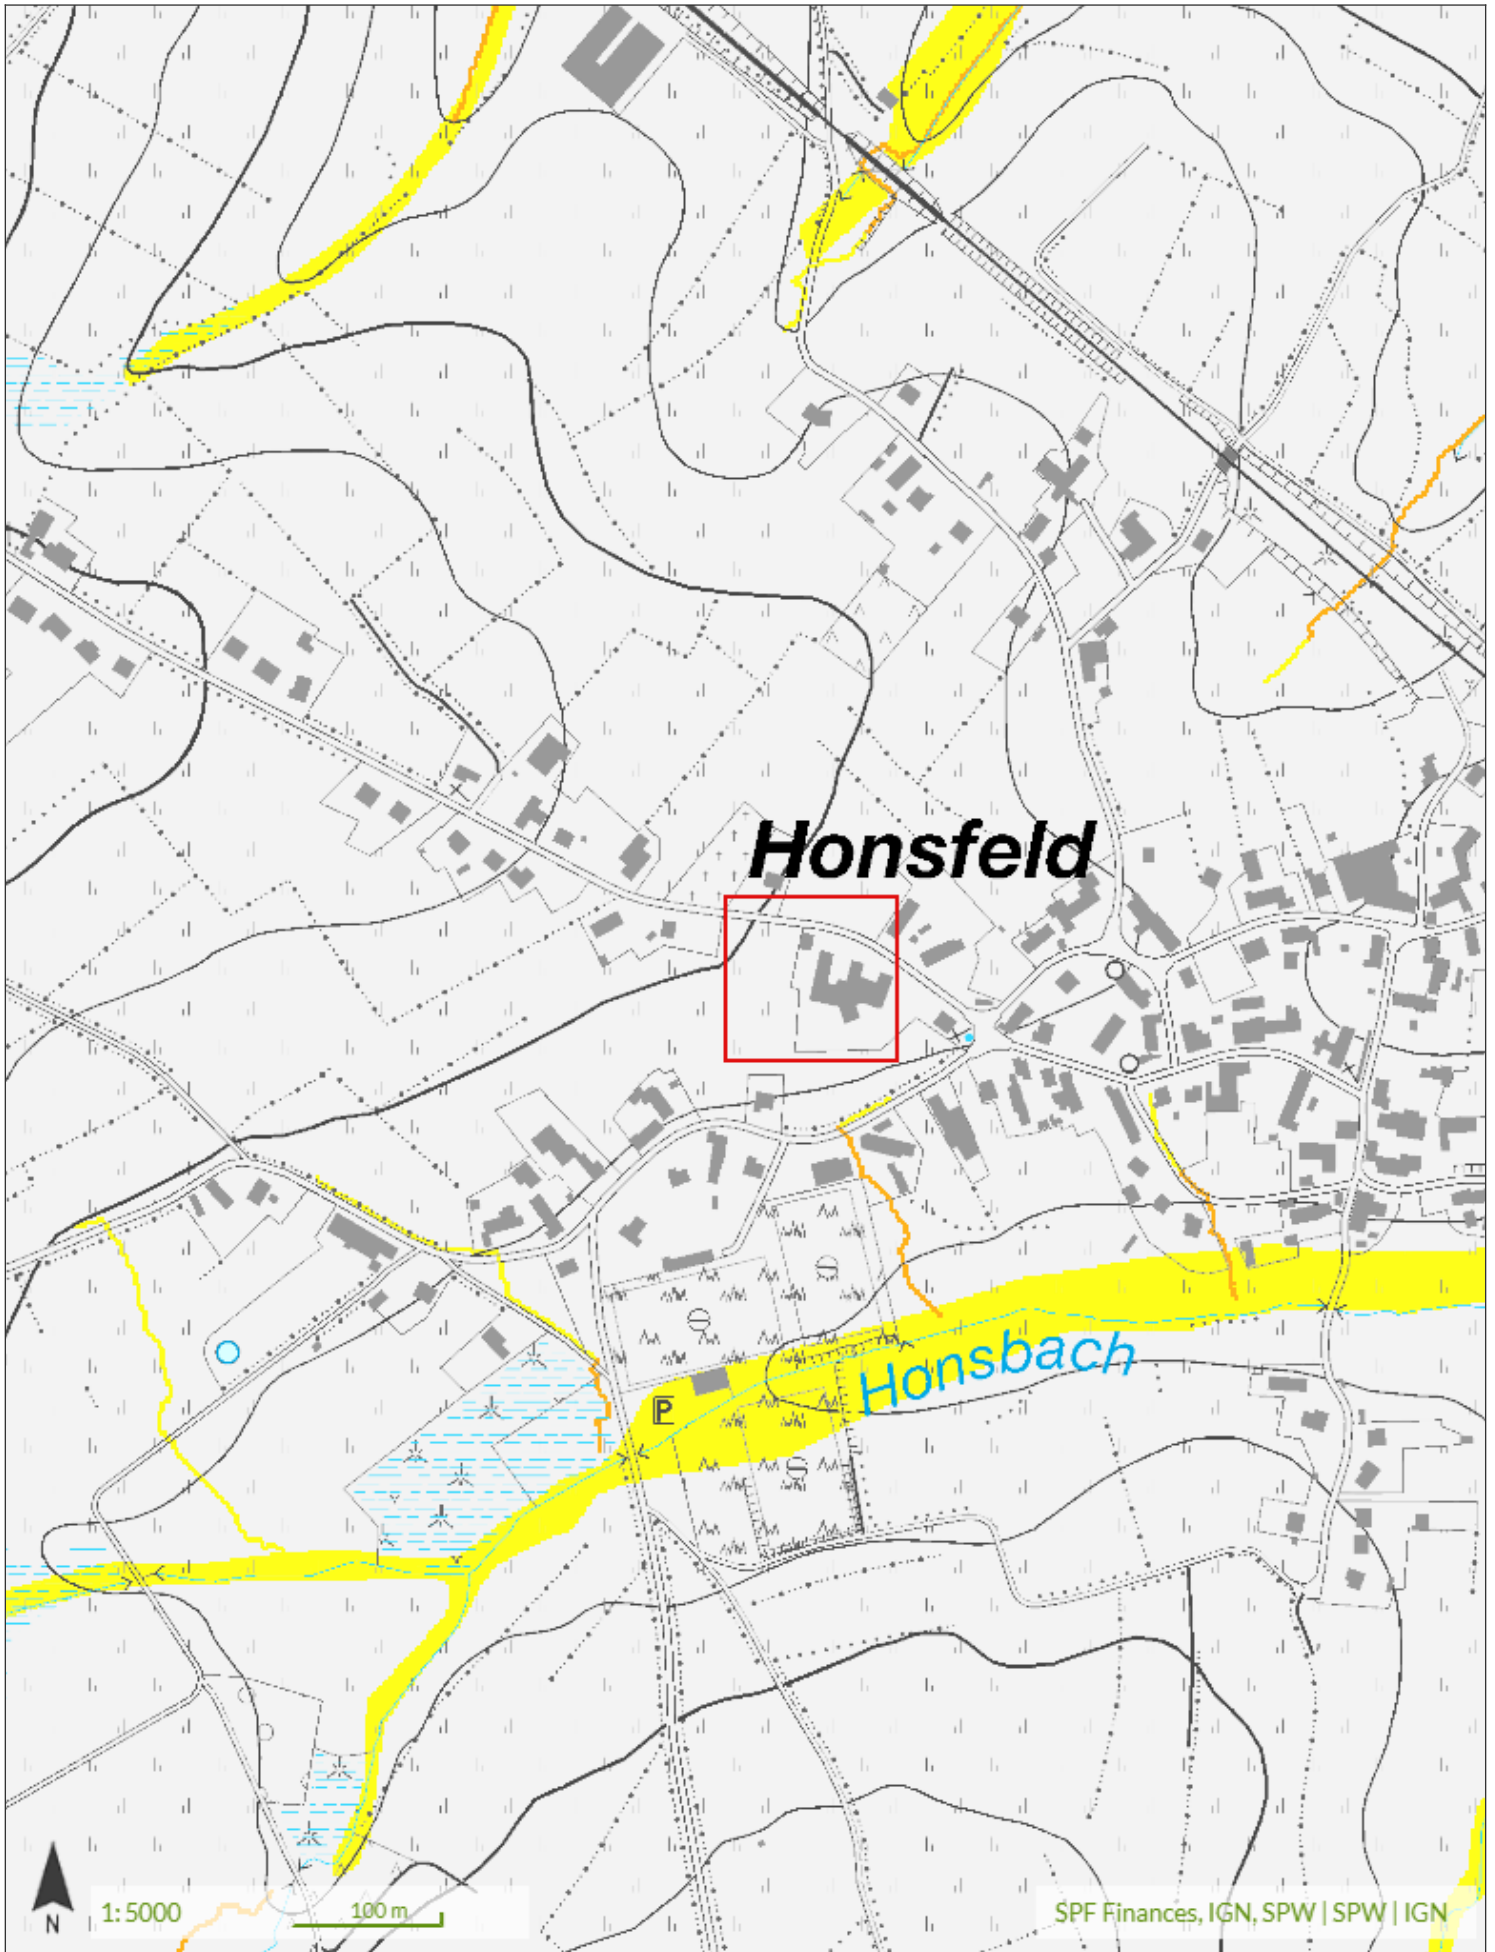 Honsfeld
Honsbach
P
N
1:5000
100 m
SPF Finances, IGN, SPW | SPW | IGN